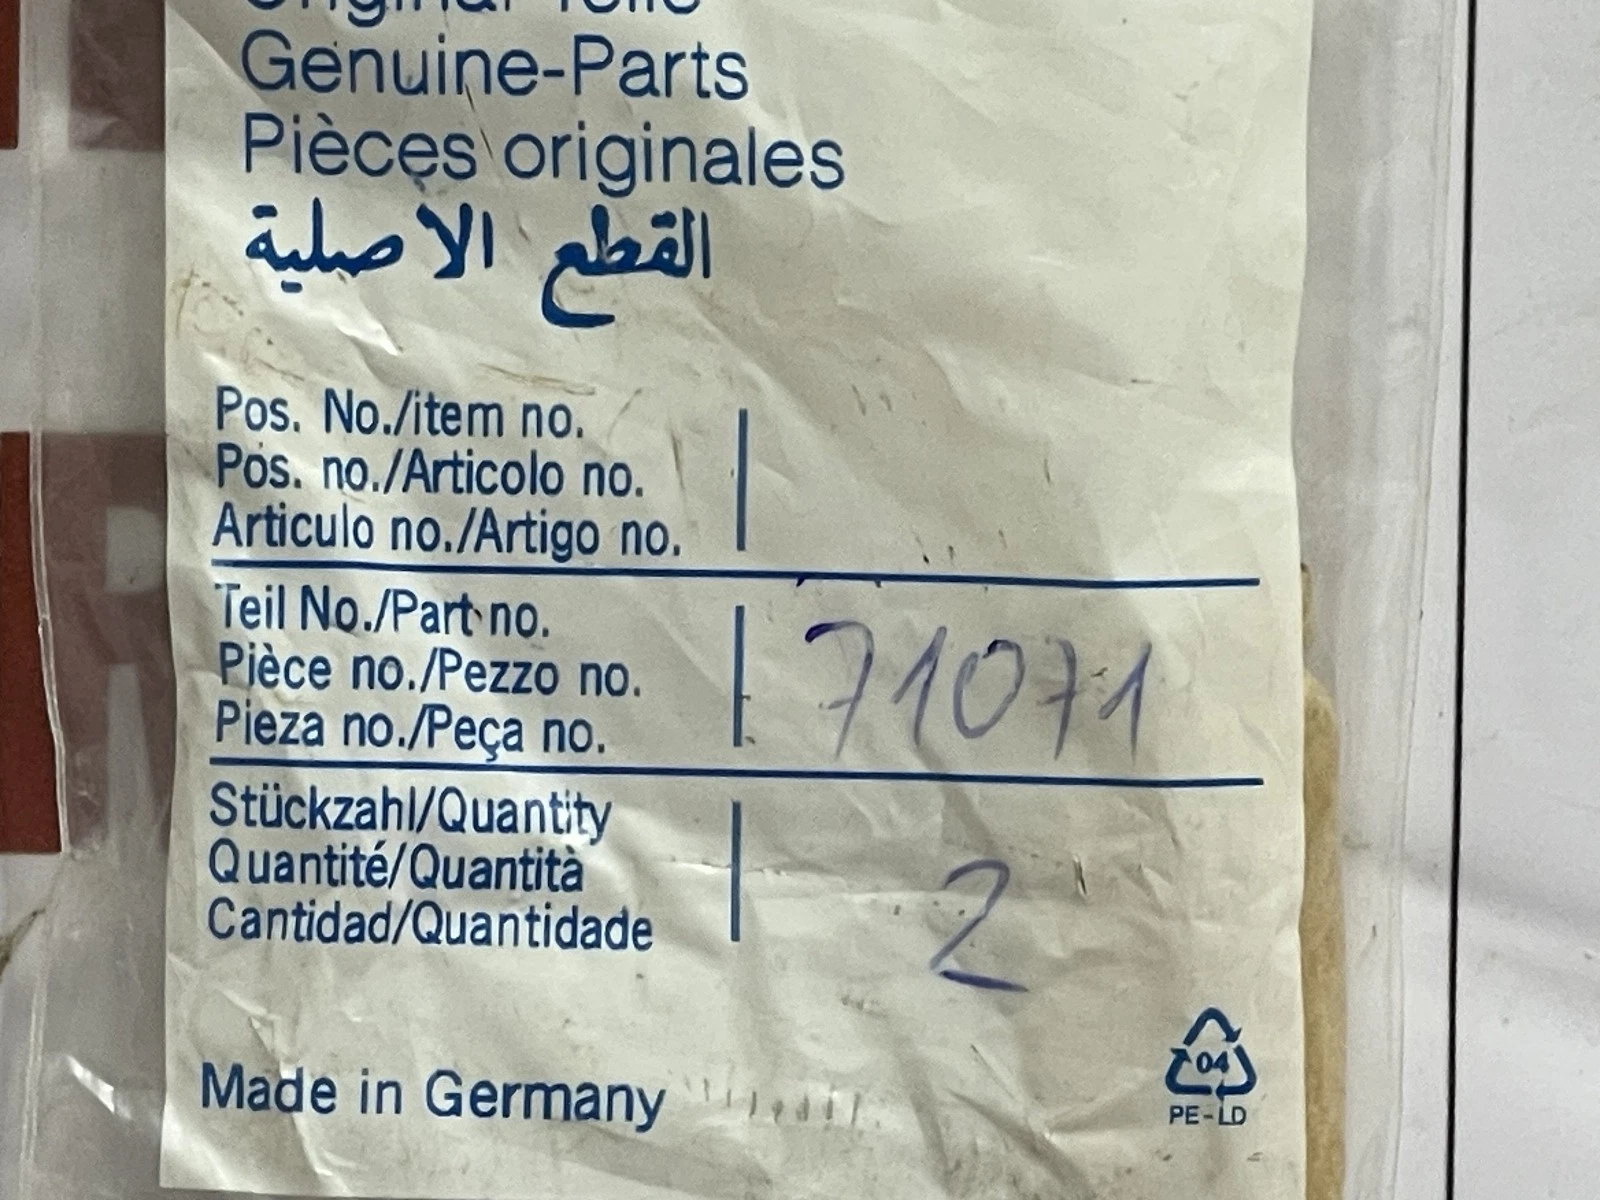 Original Teile
Genuine-Parts
Pièces originales
القطع الاصلية
Pos. No./item no.
Pos. no./Articolo no.
Articulo no./Artigo no.
Teil No./Part no.
Pièce no./Pezzo no.
Pieza no./Peça no.
71071
Stückzahl/Quantity
Quantité/Quantità
Cantidad/Quantidade
2
Made in Germany
04
PE-LD